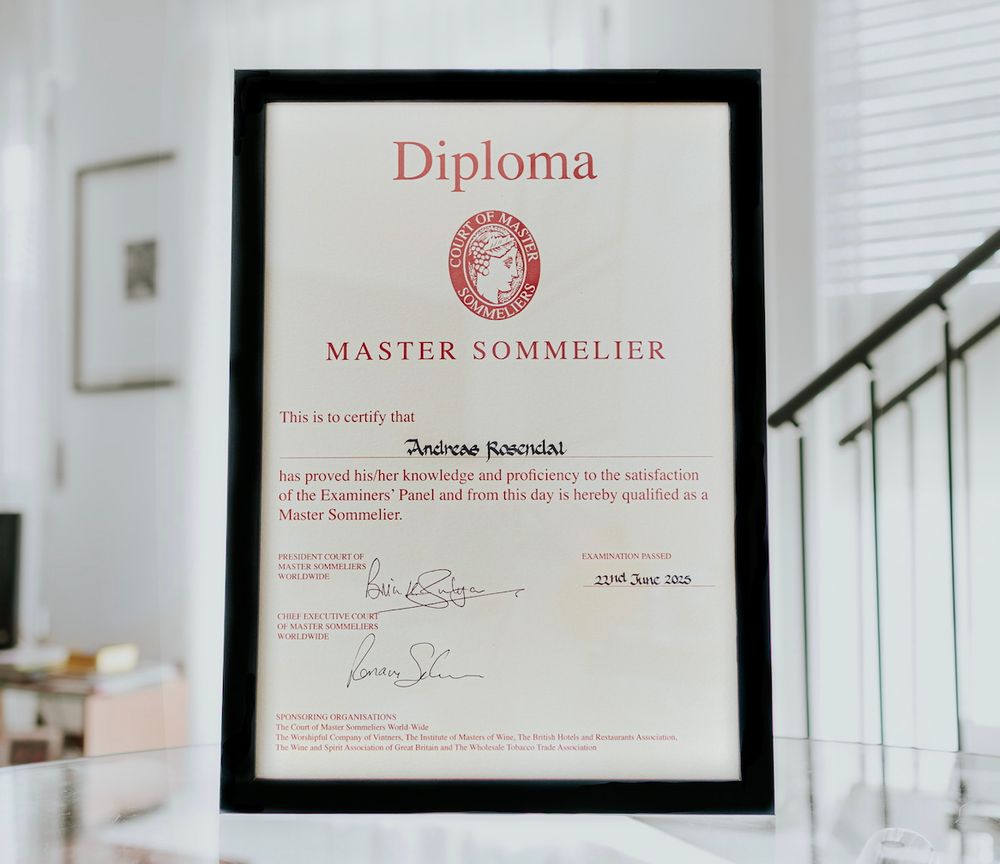 Diploma
COURT OF MASTER
SOMMELIERS
MASTER SOMMELIER
This is to certify that
Andreas Rosendal
has proved his/her knowledge and proficiency to the satisfaction
of the Examiners' Panel and from this day is hereby qualified as a
Master Sommelier.
PRESIDENT COURT OF
MASTER SOMMELIERS
WORLDWIDE
EXAMINATION PASSED
22nd June 2025
CHIEF EXECUTIVE COURT
OF MASTER SOMMELIERS
WORLDWIDE
SPONSORING ORGANISATIONS
The Court of Master Sommeliers World-Wide
The Worshipful Company of Vintners, The Institute of Masters of Wine, The British Hotels and Restaurants Association,
The Wine and Spirit Association of Great Britain and The Wholesale Tobacco Trade Association